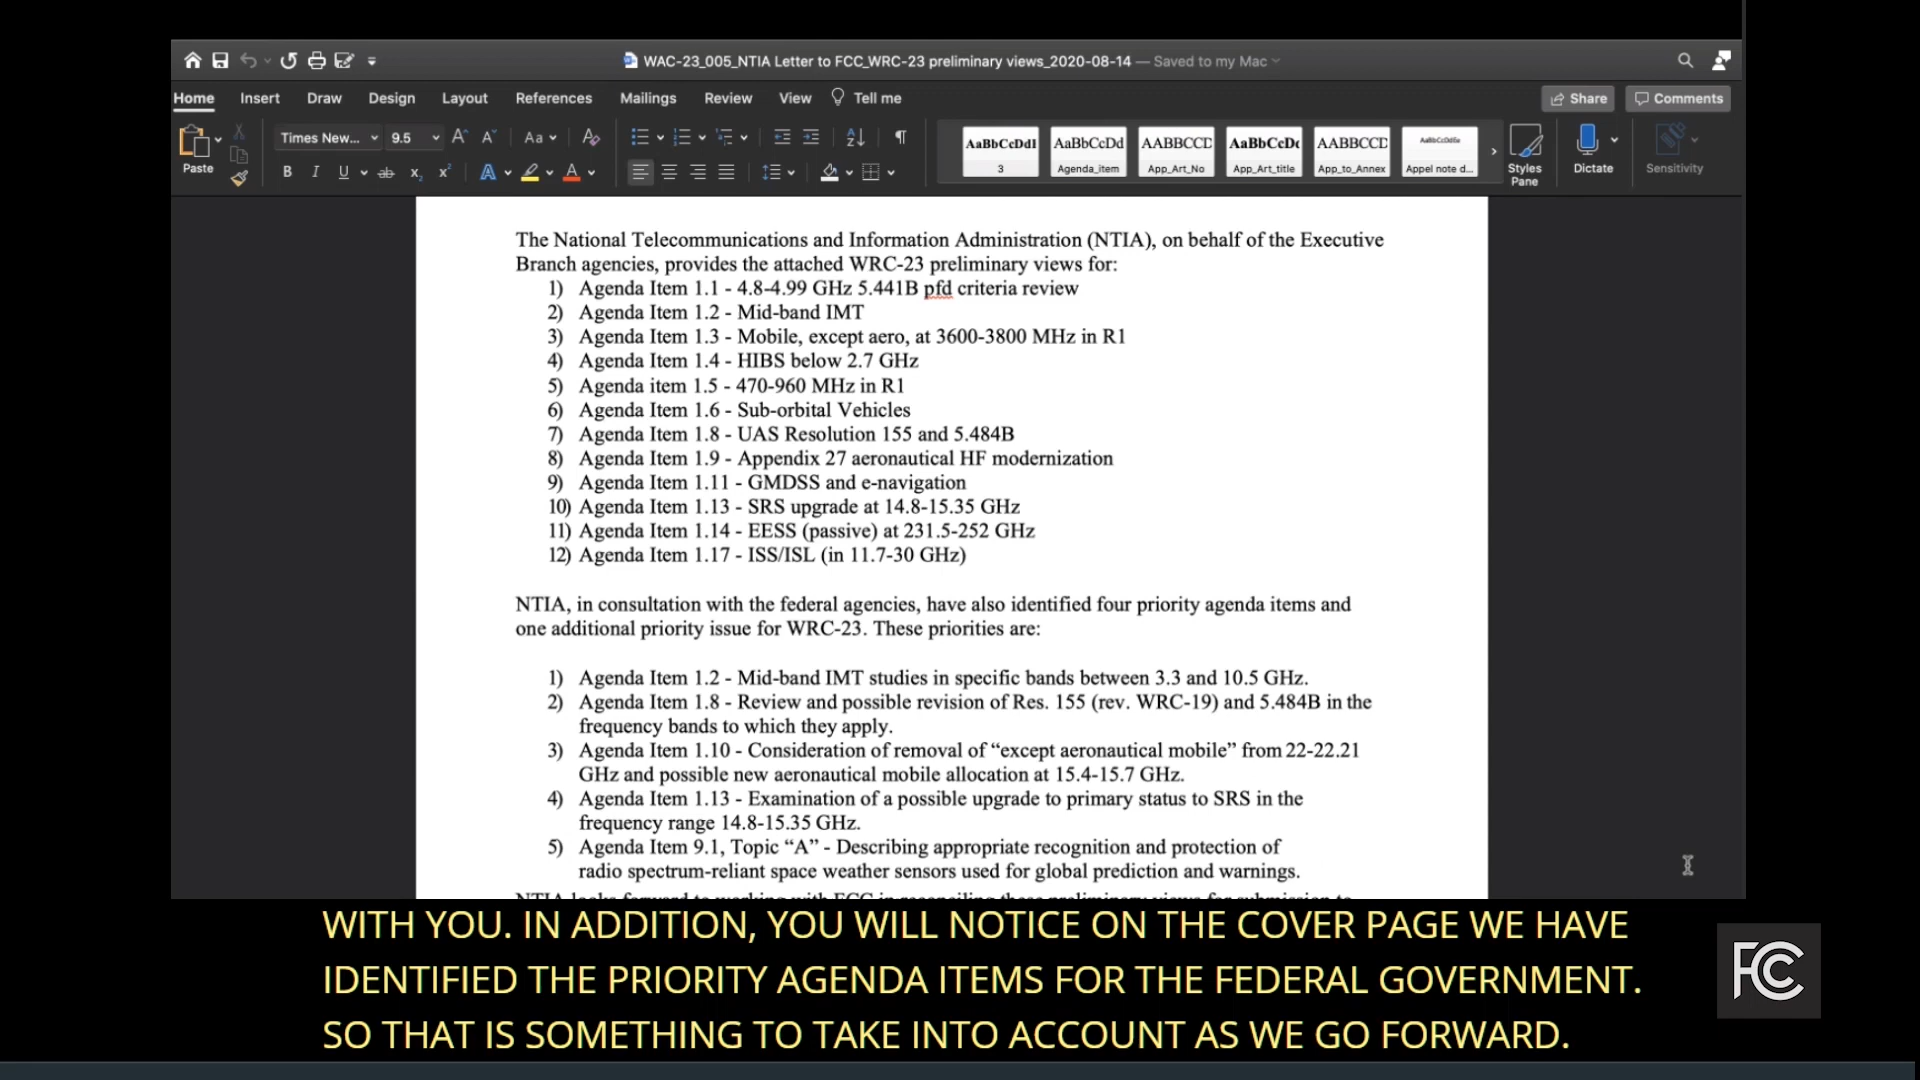 WAC-23_005_NTIA Letter to FCC_WRC-23 preliminary views_2020-08-14 — Saved to my Mac
Home Insert Draw Design Layout References Mailings Review View Tell me Share Comments
Paste Times New... 9.5 Aa
B I U ab x2 x2 A A
AaBbCcDdI AaBbCcDd AABBCCD AaBbCcDc AABBCCD AaBbCcDdEe
3 Agenda_item App_Art_No App_Art_title App_to_Annex Appel note d...
Styles Pane Dictate Sensitivity
The National Telecommunications and Information Administration (NTIA), on behalf of the Executive
Branch agencies, provides the attached WRC-23 preliminary views for:
1) Agenda Item 1.1 - 4.8-4.99 GHz 5.441B pfd criteria review
2) Agenda Item 1.2 - Mid-band IMT
3) Agenda Item 1.3 - Mobile, except aero, at 3600-3800 MHz in R1
4) Agenda Item 1.4 - HIBS below 2.7 GHz
5) Agenda item 1.5 - 470-960 MHz in R1
6) Agenda Item 1.6 - Sub-orbital Vehicles
7) Agenda Item 1.8 - UAS Resolution 155 and 5.484B
8) Agenda Item 1.9 - Appendix 27 aeronautical HF modernization
9) Agenda Item 1.11 - GMDSS and e-navigation
10) Agenda Item 1.13 - SRS upgrade at 14.8-15.35 GHz
11) Agenda Item 1.14 - EESS (passive) at 231.5-252 GHz
12) Agenda Item 1.17 - ISS/ISL (in 11.7-30 GHz)
NTIA, in consultation with the federal agencies, have also identified four priority agenda items and
one additional priority issue for WRC-23. These priorities are:
1) Agenda Item 1.2 - Mid-band IMT studies in specific bands between 3.3 and 10.5 GHz.
2) Agenda Item 1.8 - Review and possible revision of Res. 155 (rev. WRC-19) and 5.484B in the
frequency bands to which they apply.
3) Agenda Item 1.10 - Consideration of removal of “except aeronautical mobile” from 22-22.21
GHz and possible new aeronautical mobile allocation at 15.4-15.7 GHz.
4) Agenda Item 1.13 - Examination of a possible upgrade to primary status to SRS in the
frequency range 14.8-15.35 GHz.
5) Agenda Item 9.1, Topic “A” - Describing appropriate recognition and protection of
radio spectrum-reliant space weather sensors used for global prediction and warnings.
NTIA looks forward to working with FCC in reconciling these preliminary views for submission to
WITH YOU. IN ADDITION, YOU WILL NOTICE ON THE COVER PAGE WE HAVE
IDENTIFIED THE PRIORITY AGENDA ITEMS FOR THE FEDERAL GOVERNMENT.
SO THAT IS SOMETHING TO TAKE INTO ACCOUNT AS WE GO FORWARD.
FCC